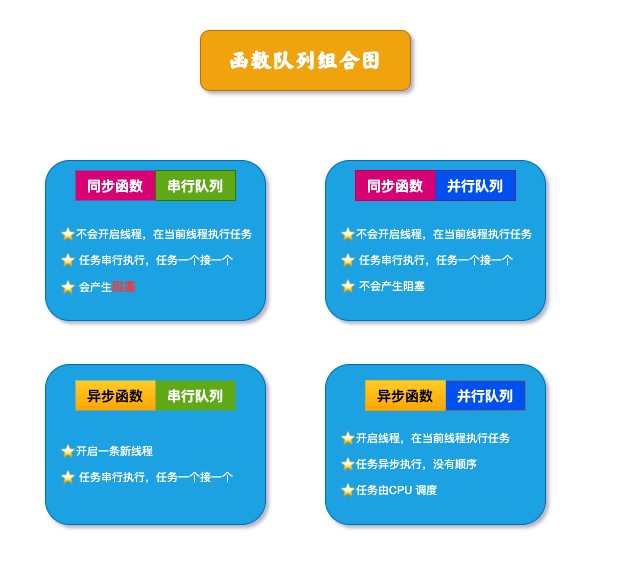 函数队列组合图
同步函数 串行队列
不会开启线程，在当前线程执行任务
任务串行执行，任务一个接一个
会产生阻塞
同步函数 并行队列
不会开启线程，在当前线程执行任务
任务串行执行，任务一个接一个
不会产生阻塞
异步函数 串行队列
开启一条新线程
任务串行执行，任务一个接一个
异步函数 并行队列
开启线程，在当前线程执行任务
任务异步执行，没有顺序
任务由CPU 调度